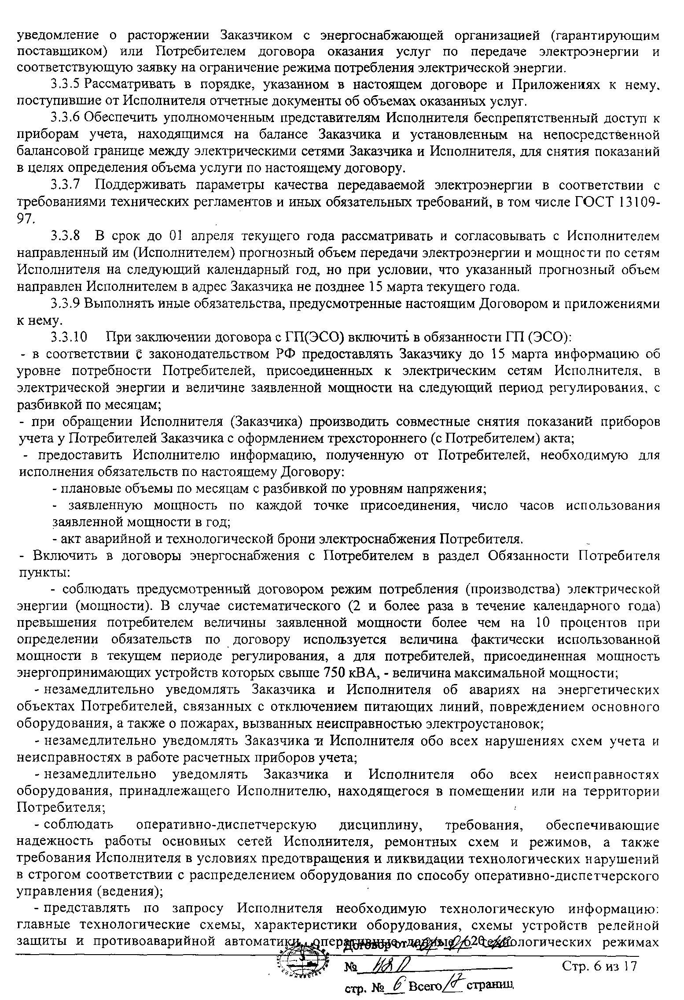 уведомление о расторжении Заказчиком с энергоснабжающей организацией (гарантирующим
поставщиком) или Потребителем договора оказания услуг по передаче электроэнергии и
соответствующую заявку на ограничение режима потребления электрической энергии.
3.3.5 Рассматривать в порядке, указанном в настоящем договоре и Приложениях к нему,
поступившие от Исполнителя отчетные документы об объемах оказанных услуг.
3.3.6 Обеспечить уполномоченным представителям Исполнителя беспрепятственный доступ к
приборам учета, находящимся на балансе Заказчика и установленным на непосредственной
балансовой границе между электрическими сетями Заказчика и Исполнителя, для снятия показаний
в целях определения объема услуги по настоящему договору.
3.3.7 Поддерживать параметры качества передаваемой электроэнергии в соответствии с
требованиями технических регламентов и иных обязательных требований, в том числе ГОСТ 13109-
97.
3.3.8 В срок до 01 апреля текущего года рассматривать и согласовывать с Исполнителем
направленный им (Исполнителем) прогнозный объем передачи электроэнергии и мощности по сетям
Исполнителя на следующий календарный год, но при условии, что указанный прогнозный объем
направлен Исполнителем в адрес Заказчика не позднее 15 марта текущего года.
3.3.9 Выполнять иные обязательства, предусмотренные настоящим Договором и приложениями
к нему.
3.3.10 При заключении договора с ГП(ЭСО) включить в обязанности ГП (ЭСО):
- в соответствии с законодательством РФ предоставлять Заказчику до 15 марта информацию об
уровне потребности Потребителей, присоединенных к электрическим сетям Исполнителя, в
электрической энергии и величине заявленной мощности на следующий период регулирования, с
разбивкой по месяцам;
- при обращении Исполнителя (Заказчика) производить совместные снятия показаний приборов
учета у Потребителей Заказчика с оформлением трехстороннего (с Потребителем) акта;
- предоставить Исполнителю информацию, полученную от Потребителей, необходимую для
исполнения обязательств по настоящему Договору:
- плановые объемы по месяцам с разбивкой по уровням напряжения;
- заявленную мощность по каждой точке присоединения, число часов использования
заявленной мощности в год;
- акт аварийной и технологической брони электроснабжения Потребителя.
- Включить в договоры энергоснабжения с Потребителем в раздел Обязанности Потребителя
пункты:
- соблюдать предусмотренный договором режим потребления (производства) электрической
энергии (мощности). В случае систематического (2 и более раза в течение календарного года)
превышения потребителем величины заявленной мощности более чем на 10 процентов при
определении обязательств по договору используется величина фактически использованной
мощности в текущем периоде регулирования, а для потребителей, присоединенная мощность
энергопринимающих устройств которых свыше 750 кВА, - величина максимальной мощности;
- незамедлительно уведомлять Заказчика и Исполнителя об авариях на энергетических
объектах Потребителей, связанных с отключением питающих линий, повреждением основного
оборудования, а также о пожарах, вызванных неисправностью электроустановок;
- незамедлительно уведомлять Заказчика и Исполнителя обо всех нарушениях схем учета и
неисправностях в работе расчетных приборов учета;
- незамедлительно уведомлять Заказчика и Исполнителя обо всех неисправностях
оборудования, принадлежащего Исполнителю, находящегося в помещении или на территории
Потребителя;
- соблюдать оперативно-диспетчерскую дисциплину, требования, обеспечивающие
надежность работы основных сетей Исполнителя, ремонтных схем и режимов, а также
требования Исполнителя в условиях предотвращения и ликвидации технологических нарушений
в строгом соответствии с распределением оборудования по способу оперативно-диспетчерского
управления (ведения);
- представлять по запросу Исполнителя необходимую технологическую информацию:
главные технологические схемы, характеристики оборудования, схемы устройств релейной
защиты и противоаварийной автоматики, оперативные данные о технологических режимах
Договор от 20
№
Стр. 6 из 17
стр. № 6 Всего 17 страниц